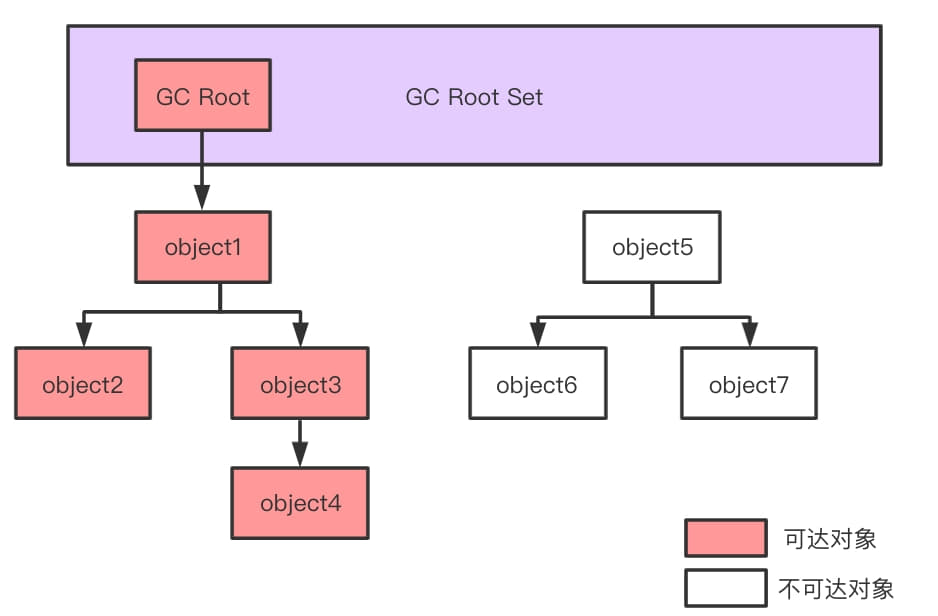 GC Root
GC Root Set
object1
object5
object2
object3
object6
object7
object4
可达对象
不可达对象